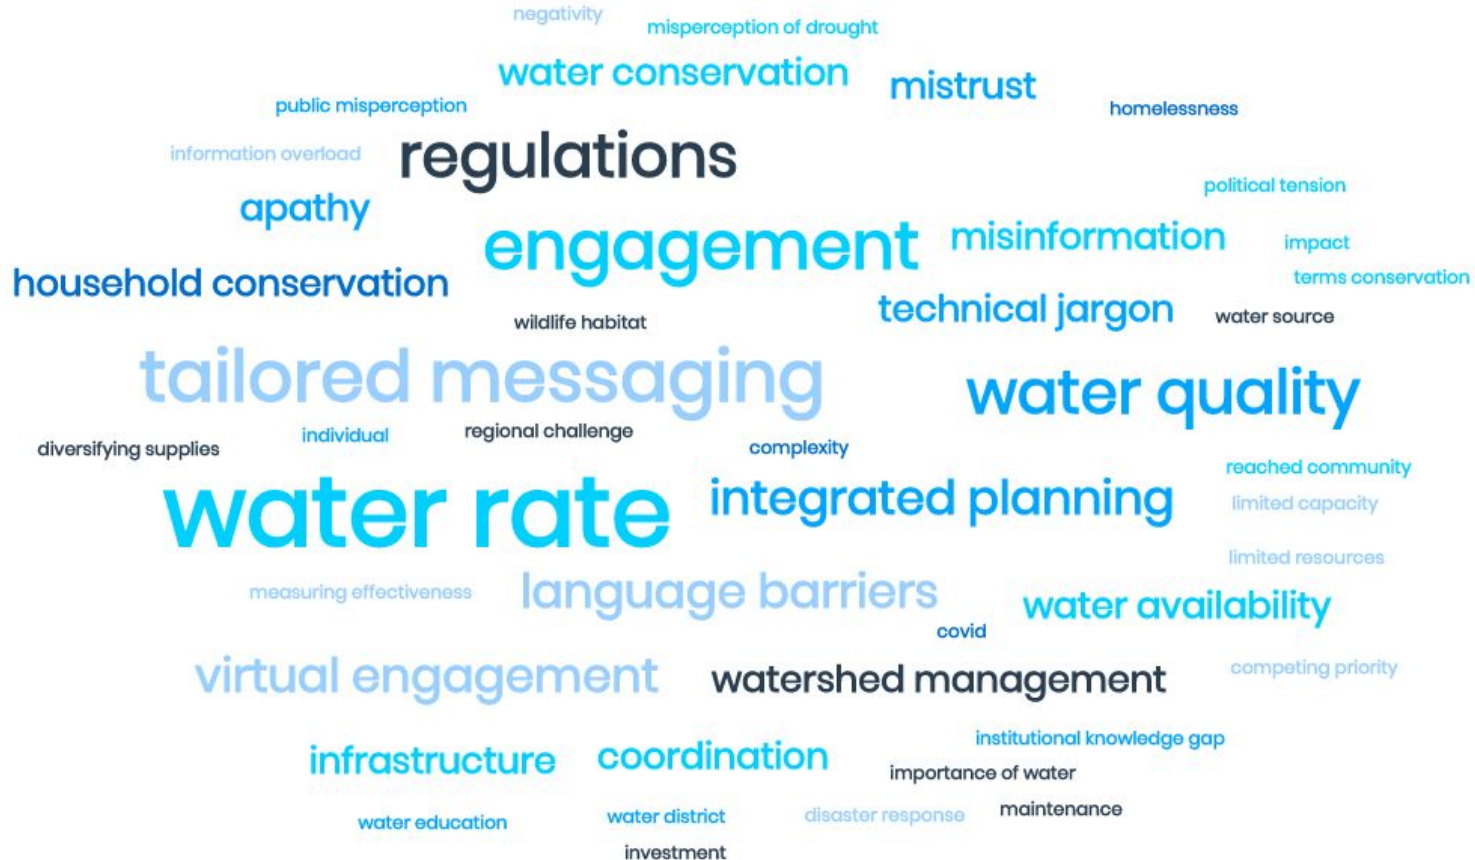 negativity
misperception of drought
water conservation
mistrust
public misperception
homelessness
information overload
regulations
political tension
apathy
engagement
misinformation
impact
household conservation
terms conservation
technical jargon
water source
wildlife habitat
tailored messaging
water quality
diversifying supplies
individual
regional challenge
complexity
reached community
water rate
integrated planning
limited capacity
limited resources
measuring effectiveness
language barriers
water availability
covid
virtual engagement
watershed management
competing priority
infrastructure
coordination
institutional knowledge gap
importance of water
water education
water district
disaster response
maintenance
investment